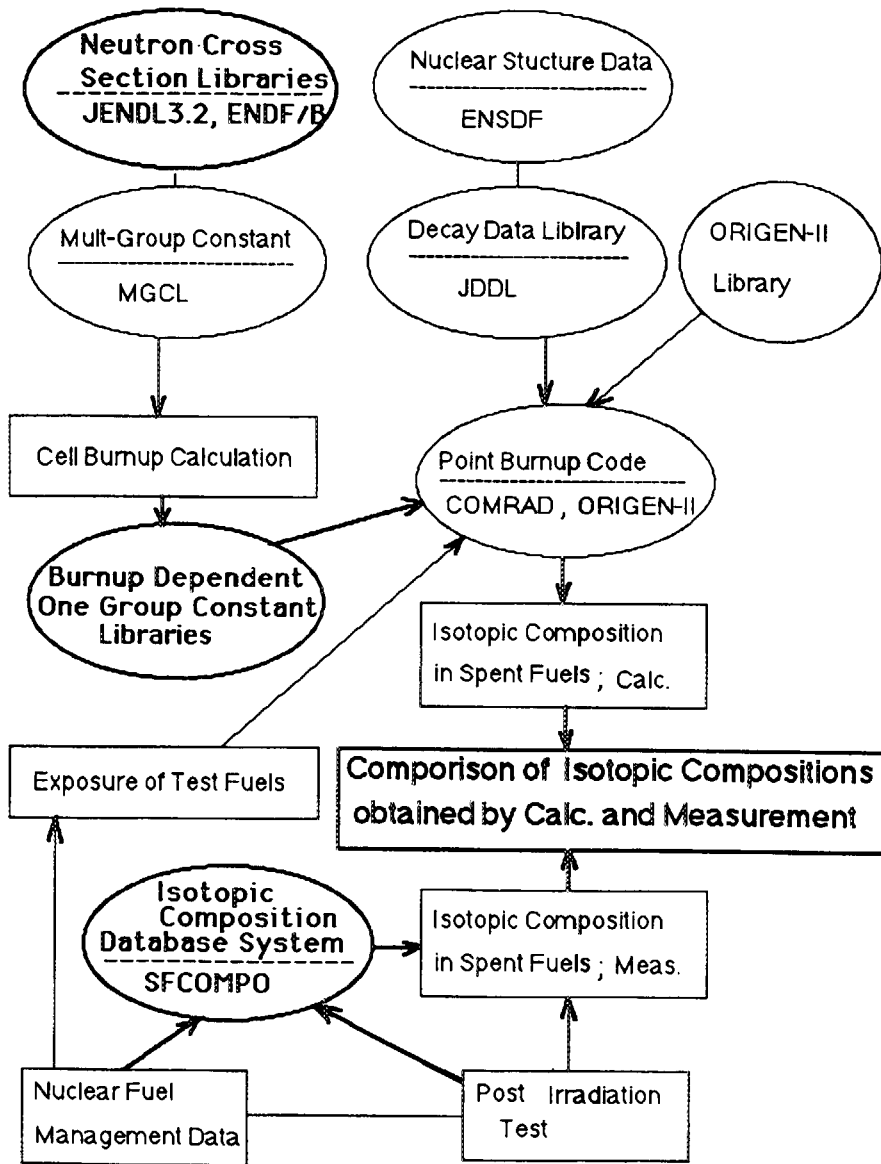 Neutron Cross
Section Libraries
JENDL3.2, ENDF/B
Nuclear Stucture Data
ENSDF
Mult-Group Constant
MGCL
Decay Data Libirary
JDDL
ORIGEN-II
Library
Cell Burnup Calculation
Point Burnup Code
COMRAD , ORIGEN-II
Burnup Dependent
One Group Constant
Libraries
Isotopic Composition
in Spent Fuels ; Calc.
Exposure of Test Fuels
Comporison of Isotopic Compositions
obtained by Calc. and Measurement
Isotopic
Composition
Database System
SFCOMPO
Isotopic Composition
in Spent Fuels ; Meas.
Nuclear Fuel
Management Data
Post Irradiation
Test